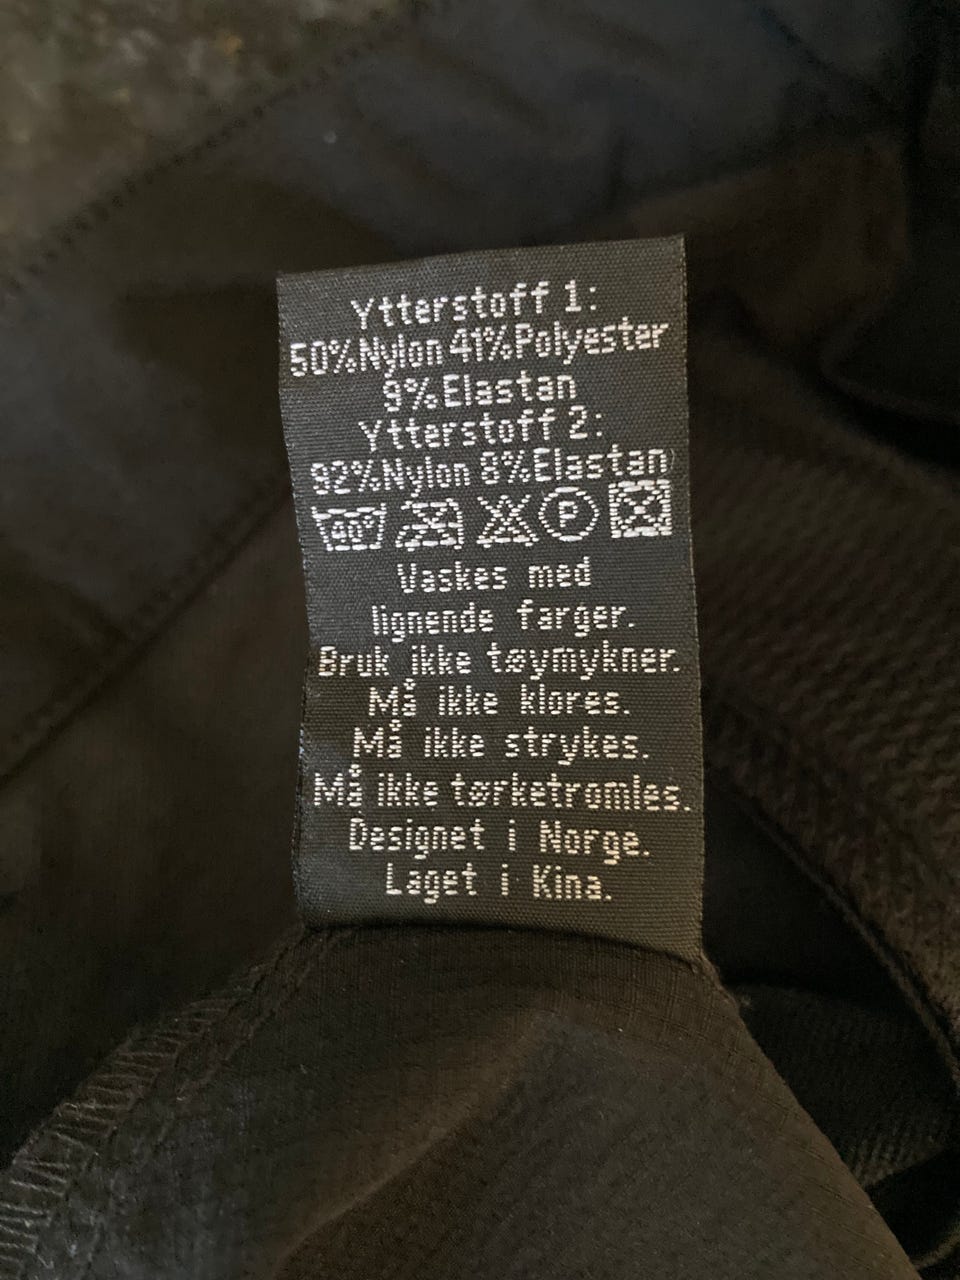 Ytterstoff 1:
50%Nylon 41%Polyester
9%Elastan
Ytterstoff 2:
92%Nylon 8%Elastan
40° P
Vaskes med
lignende farger.
Bruk ikke tøymykner.
Må ikke klores.
Må ikke strykes.
Må ikke tørketromles.
Designet i Norge.
Laget i Kina.